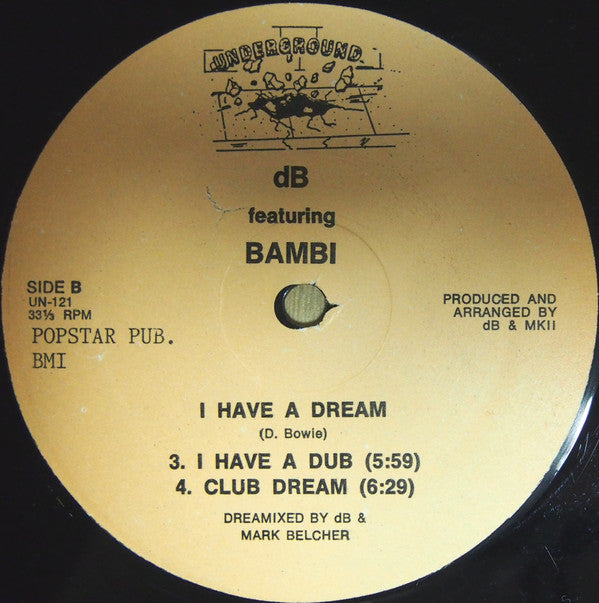 UNDERGROUND
dB
featuring
BAMBI
SIDE B
UN-121
33⅓ RPM
POPSTAR PUB.
BMI
PRODUCED AND
ARRANGED BY
dB & MKII
I HAVE A DREAM
(D. Bowie)
3. I HAVE A DUB (5:59)
4. CLUB DREAM (6:29)
DREAMIXED BY dB &
MARK BELCHER